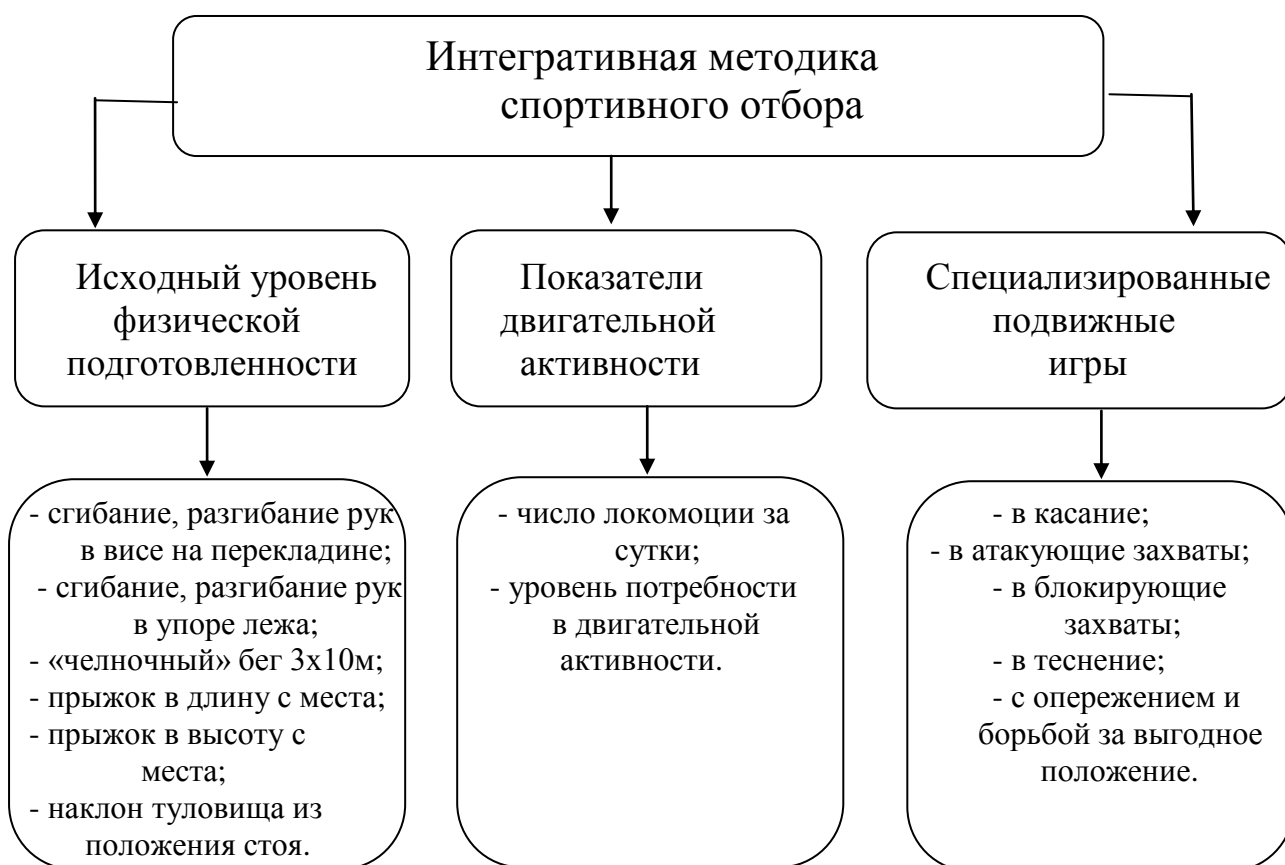 Интегративная методика
спортивного отбора
Исходный уровень
физической
подготовленности
Показатели
двигательной
активности
Специализированные
подвижные
игры
- сгибание, разгибание рук
в висе на перекладине;
- сгибание, разгибание рук
в упоре лежа;
- «челночный» бег 3х10м;
- прыжок в длину с места;
- прыжок в высоту с
места;
- наклон туловища из
положения стоя.
- число локомоции за
сутки;
- уровень потребности
в двигательной
активности.
- в касание;
- в атакующие захваты;
- в блокирующие
захваты;
- в теснение;
- с опережением и
борьбой за выгодное
положение.